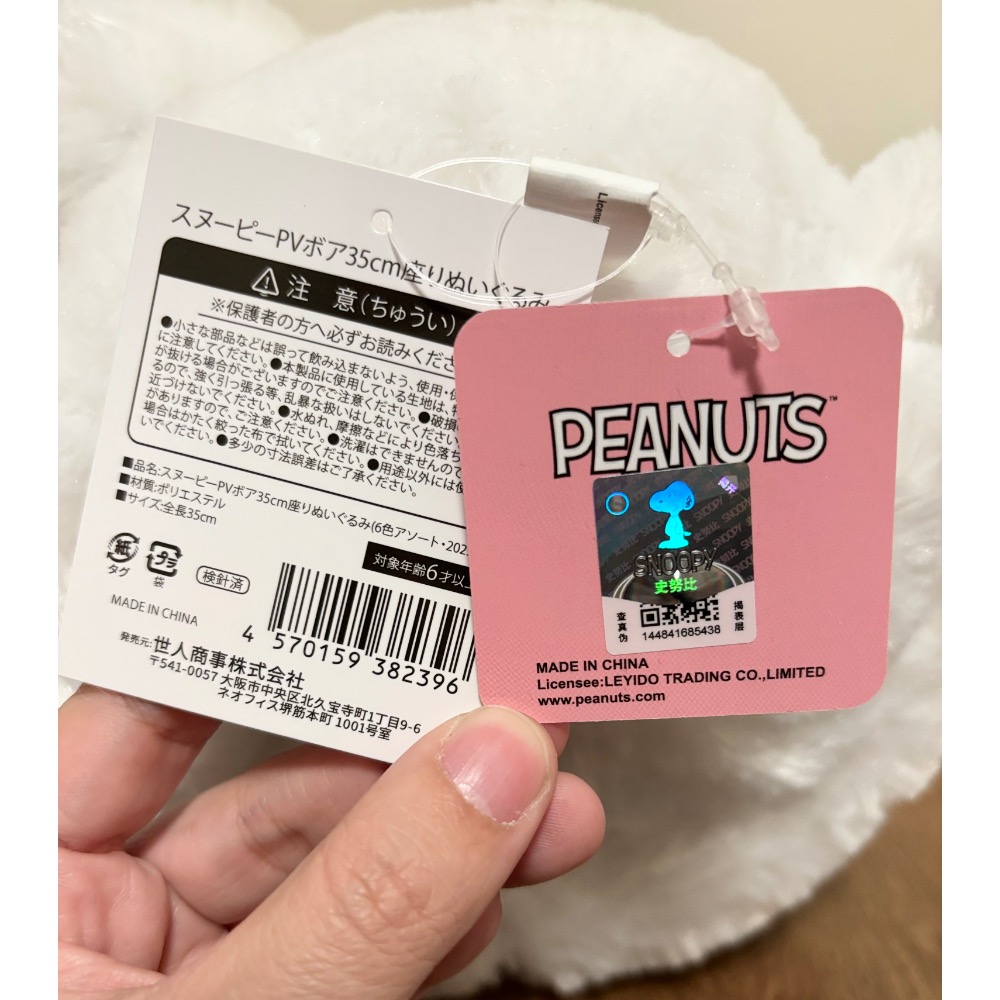 スヌーピーPVボア35cm座りぬいぐるみ
注 意(ちゅうい)
※保護者の方へ必ずお読みくださ
●小さな部品などは誤って飲み込まないよう、使用・保
に注意してください。●本製品に使用している生地は、
が抜ける場合がございますのでご注意ください。●破損
るので、強く引っ張る等、乱暴な扱いはしないでください
近づけないでください。●水ぬれ、摩擦などにより色落ち
がありますので、ご注意ください。●洗濯はできませんので
場合はかたく絞った布で拭いてください。●用途以外には使
いでください。●多少の寸法誤差はご了承ください。
■品名:スヌーピーPVボア35cm座りぬいぐるみ(6色アソート・202
■材質:ポリエステル
■サイズ:全長35cm
対象年齢6才以
紙
タグ
プラ
袋
検針済
MADE IN CHINA
4 570159 382396
発売元:世人商事株式会社
〒541-0057 大阪市中央区北久宝寺町1丁目9-6
ネオフィス堺筋本町 1001号室
License
PEANUTS™
SNOOPY
史努比
查真伪
揭表层
144841685438
MADE IN CHINA
Licensee:LEYIDO TRADING CO.,LIMITED
www.peanuts.com